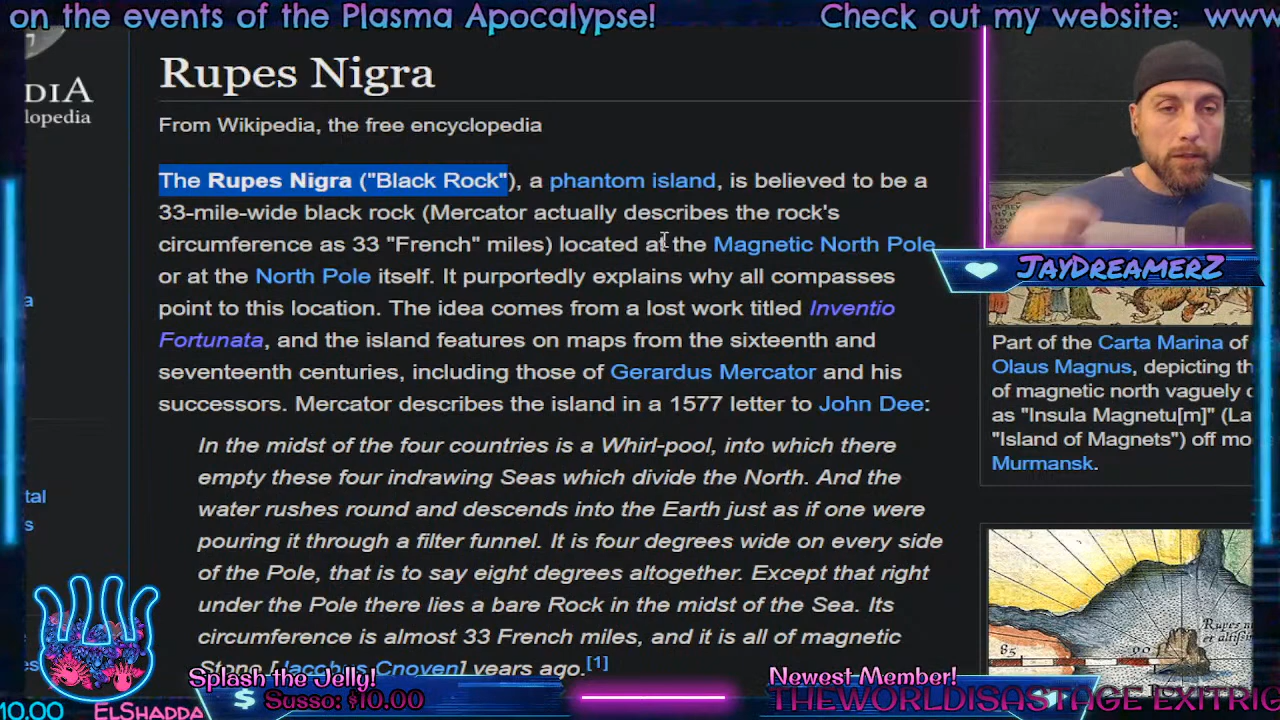 on the events of the Plasma Apocalypse!
Check out my website: www
DIA
lopedia
Rupes Nigra
From Wikipedia, the free encyclopedia
The Rupes Nigra ("Black Rock"), a phantom island, is believed to be a
33-mile-wide black rock (Mercator actually describes the rock's
circumference as 33 "French" miles) located at the Magnetic North Pole
or at the North Pole itself. It purportedly explains why all compasses
point to this location. The idea comes from a lost work titled Inventio
Fortunata, and the island features on maps from the sixteenth and
seventeenth centuries, including those of Gerardus Mercator and his
successors. Mercator describes the island in a 1577 letter to John Dee:
In the midst of the four countries is a Whirl-pool, into which there
empty these four indrawing Seas which divide the North. And the
water rushes round and descends into the Earth just as if one were
pouring it through a filter funnel. It is four degrees wide on every side
of the Pole, that is to say eight degrees altogether. Except that right
under the Pole there lies a bare Rock in the midst of the Sea. Its
circumference is almost 33 French miles, and it is all of magnetic
Stone [Jacobus Cnoyen] years ago.[1]
JayDreamerZ
Part of the Carta Marina of
Olaus Magnus, depicting th
of magnetic north vaguely c
as "Insula Magnetu[m]" (La
"Island of Magnets") off mo
Murmansk.
Rupes n
et altiss
85
90
a
tal
s
es
Splash the Jelly!
$ Susso: $10.00
Newest Member!
THEWORLDISASTAGE EXITRIG
10.00
ElShadda